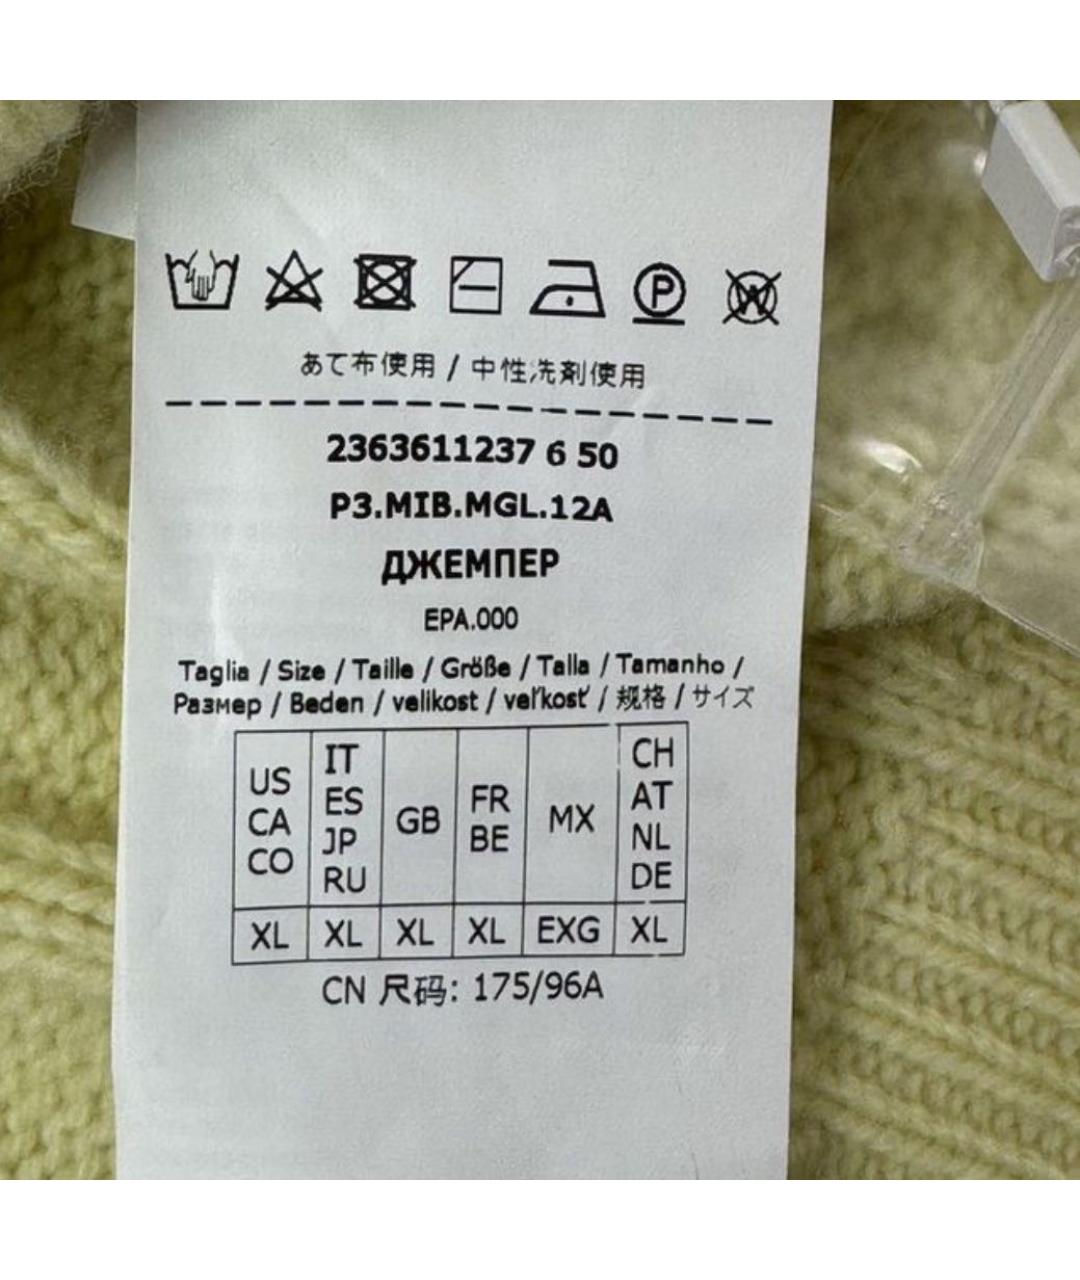 P W
あて布使用 / 中性洗剤使用
2363611237 6 50
P3.MIB.MGL.12A
ДЖЕМПЕР
EPA.000
Taglia / Size / Taille / Größe / Talla / Tamanho /
Размер / Beden / velikost / veľkosť / 规格 / サイズ
US CA CO IT ES JP RU GB FR BE MX CH AT NL DE
XL XL XL XL EXG XL
CN 尺码: 175/96A